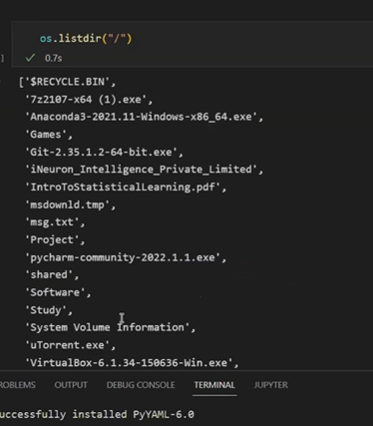 os.listdir("/")
] ✓ 0.7s
['$RECYCLE.BIN',
'7z2107-x64 (1).exe',
'Anaconda3-2021.11-Windows-x86_64.exe',
'Games',
'Git-2.35.1.2-64-bit.exe',
'iNeuron_Intelligence_Private_Limited',
'IntroToStatisticalLearning.pdf',
'msdownld.tmp',
'msg.txt',
'Project',
'pycharm-community-2022.1.1.exe',
'shared',
'Software',
'Study',
'System Volume Information',
'uTorrent.exe',
'VirtualBox-6.1.34-150636-Win.exe',
ROBLEMS OUTPUT DEBUG CONSOLE TERMINAL JUPYTER
uccessfully installed PyYAML-6.0